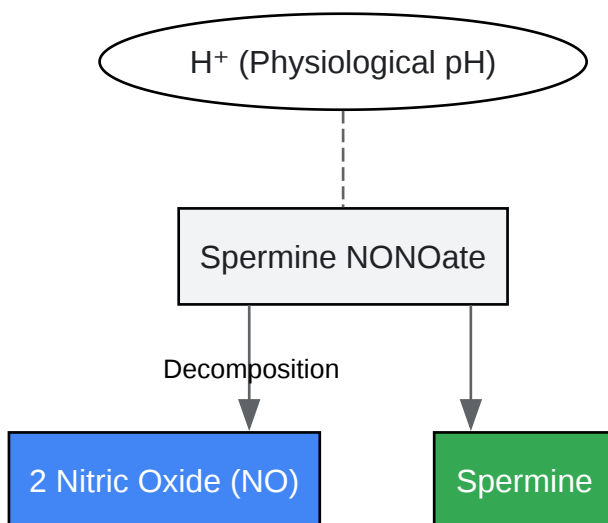 H⁺ (Physiological pH)
Spermine NONOate
Decomposition
2 Nitric Oxide (NO)
Spermine